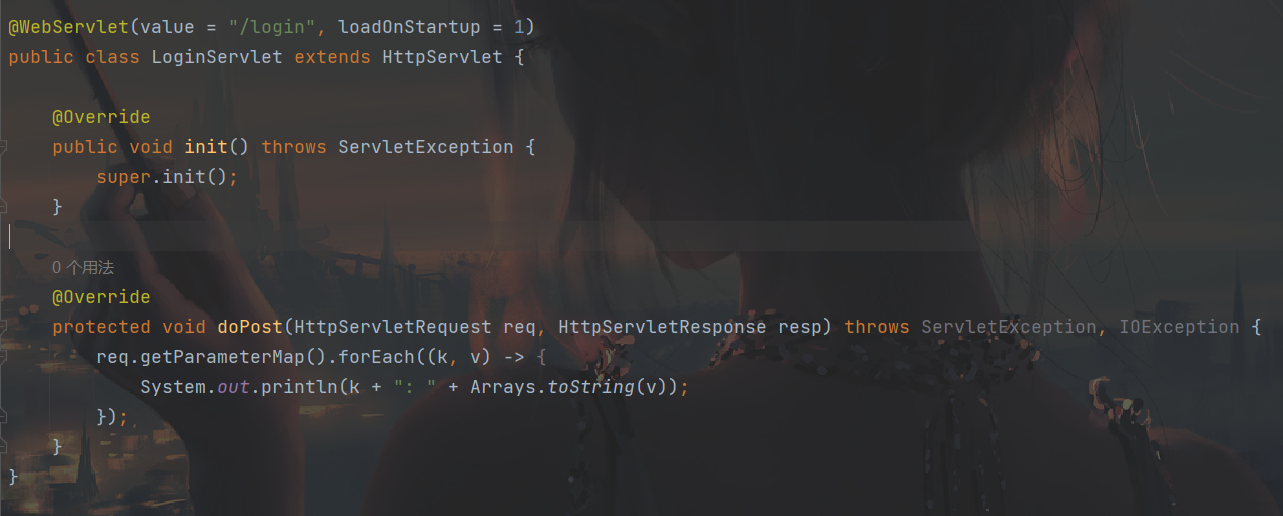 @WebServlet(value = "/login", loadOnStartup = 1)
public class LoginServlet extends HttpServlet {
@Override
public void init() throws ServletException {
super.init();
}
0 个用法
@Override
protected void doPost(HttpServletRequest req, HttpServletResponse resp) throws ServletException, IOException {
req.getParameterMap().forEach((k, v) -> {
System.out.println(k + ": " + Arrays.toString(v));
});
}
}